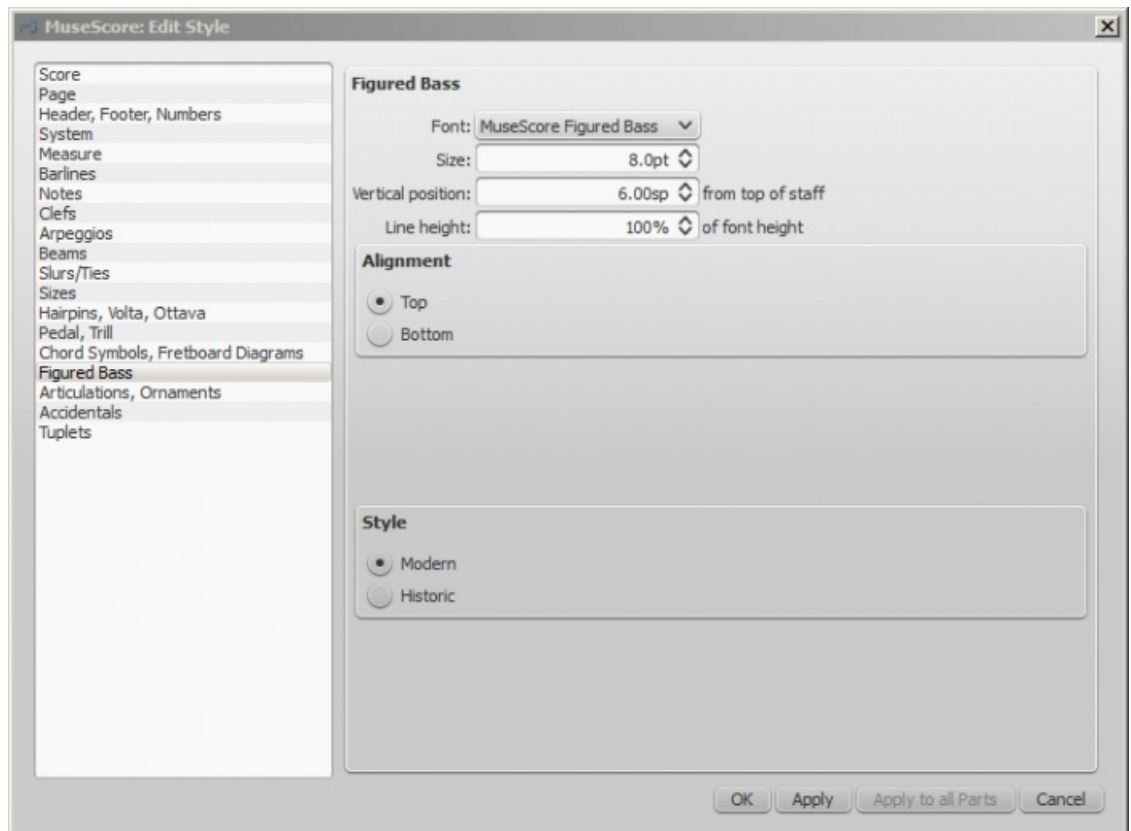 MuseScore: Edit Style
Score
Page
Header, Footer, Numbers
System
Measure
Barlines
Notes
Clefs
Arpeggios
Beams
Slurs/Ties
Sizes
Hairpins, Volta, Ottava
Pedal, Trill
Chord Symbols, Fretboard Diagrams
Figured Bass
Articulations, Ornaments
Accidentals
Tuplets
Figured Bass
Font: MuseScore Figured Bass
Size: 8.0pt
Vertical position: 6.00sp from top of staff
Line height: 100% of font height
Alignment
Top
Bottom
Style
Modern
Historic
OK Apply Apply to all Parts Cancel